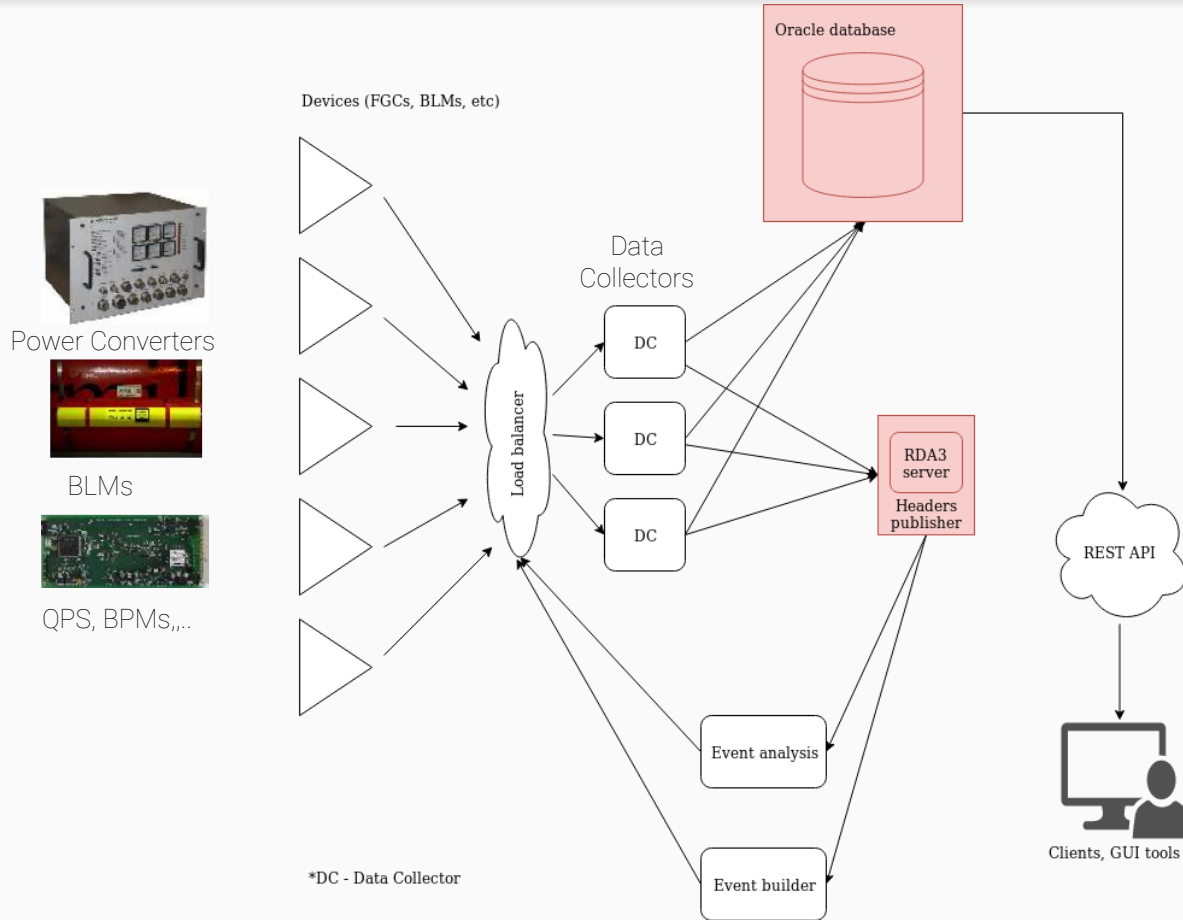 Oracle database
Devices (FGCs, BLMs, etc)
Data
Collectors
Power Converters
DC
Load balancer
DC
RDA3
server
BLMs
Headers
publisher
DC
REST API
QPS, BPMs,,..
Event analysis
Clients, GUI tools
*DC - Data Collector
Event builder